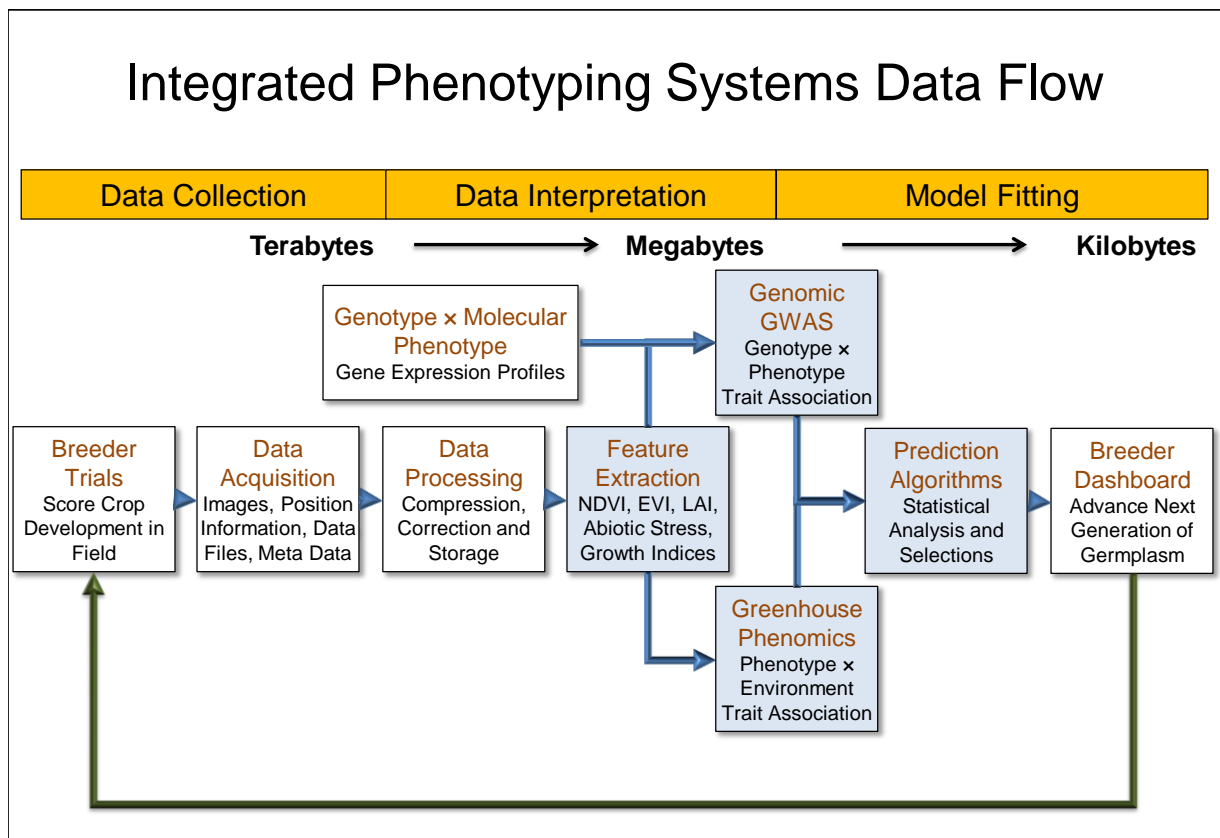 Integrated Phenotyping Systems Data Flow
Data Collection
Data Interpretation
Model Fitting
Terabytes
Megabytes
Kilobytes
Genotype × Molecular
Phenotype
Gene Expression Profiles
Genomic
GWAS
Genotype ×
Phenotype
Trait Association
Breeder
Trials
Score Crop
Development in
Field
Data
Acquisition
Images, Position
Information, Data
Files, Meta Data
Data
Processing
Compression,
Correction and
Storage
Feature
Extraction
NDVI, EVI, LAI,
Abiotic Stress,
Growth Indices
Prediction
Algorithms
Statistical
Analysis and
Selections
Breeder
Dashboard
Advance Next
Generation of
Germplasm
Greenhouse
Phenomics
Phenotype ×
Environment
Trait Association